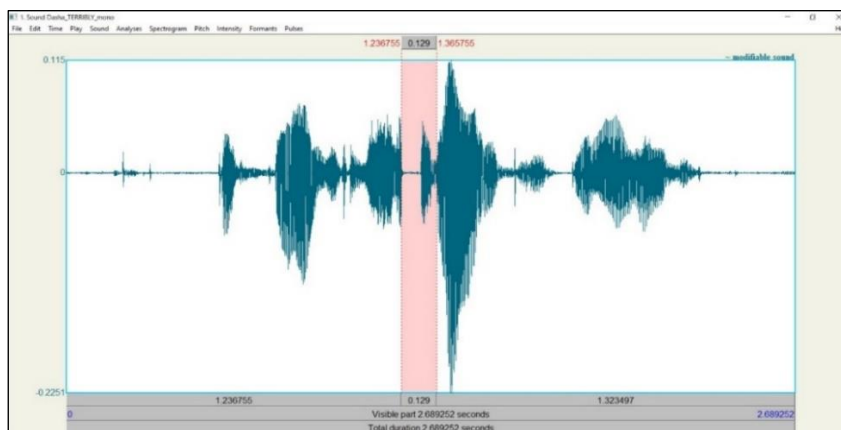 1. Sound Dasha_TERRIBLY_mono
File Edit Time Play Sound Analyses Spectrogram Pitch Intensity Formants Pulses
1.236755 0.129 1.365755
0.115
~ modifiable sound
0
-0.2251
1.236755 0.129 1.323497
0 Visible part 2.689252 seconds 2.689252
Total duration 2.689252 seconds